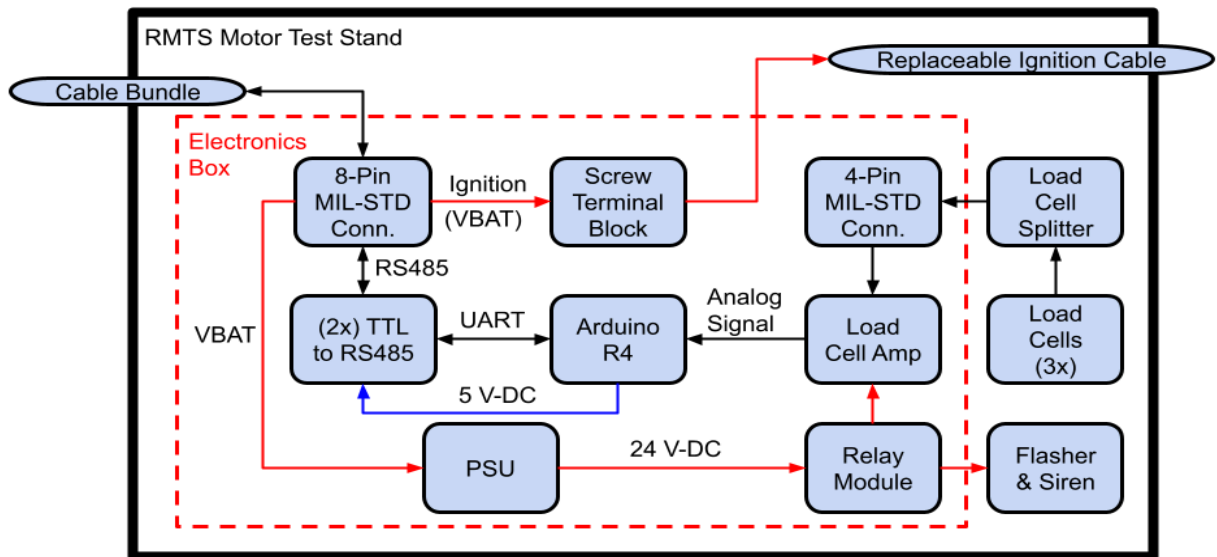 RMTS Motor Test Stand
Replaceable Ignition Cable
Cable Bundle
Electronics
Box
8-Pin
MIL-STD
Conn.
Ignition
(VBAT)
Screw
Terminal
Block
4-Pin
MIL-STD
Conn.
Load
Cell
Splitter
RS485
VBAT
(2x) TTL
to RS485
UART
Arduino
R4
Analog
Signal
Load
Cell Amp
Load
Cells
(3x)
5 V-DC
PSU
24 V-DC
Relay
Module
Flasher
& Siren